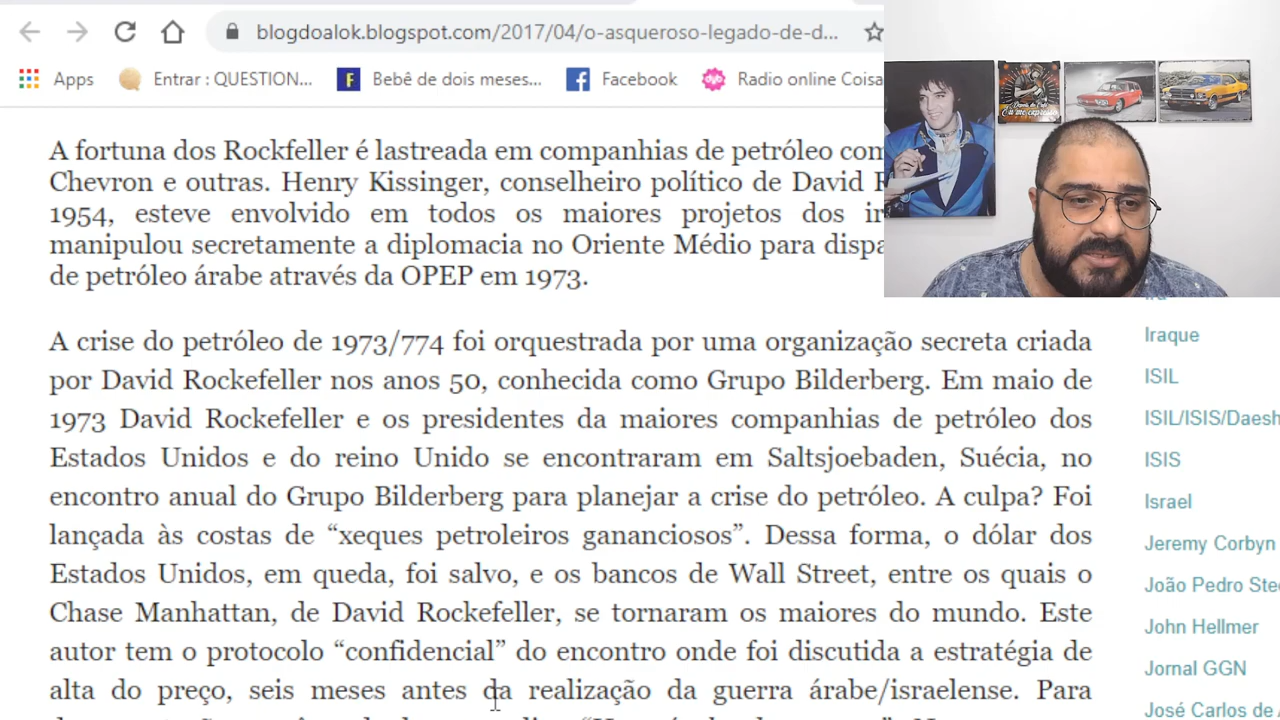 blogdoalok.blogspot.com/2017/04/o-asqueroso-legado-de-d...
Apps
Entrar : QUESTION...
Bebê de dois meses...
Facebook
Radio online Coisa
A fortuna dos Rockfeller é lastreada em companhias de petróleo com
Chevron e outras. Henry Kissinger, conselheiro político de David R
1954, esteve envolvido em todos os maiores projetos dos ir
manipulou secretamente a diplomacia no Oriente Médio para dispa
de petróleo árabe através da OPEP em 1973.
A crise do petróleo de 1973/774 foi orquestrada por uma organização secreta criada
por David Rockefeller nos anos 50, conhecida como Grupo Bilderberg. Em maio de
1973 David Rockefeller e os presidentes da maiores companhias de petróleo dos
Estados Unidos e do reino Unido se encontraram em Saltsjoebaden, Suécia, no
encontro anual do Grupo Bilderberg para planejar a crise do petróleo. A culpa? Foi
lançada às costas de “xeques petroleiros gananciosos”. Dessa forma, o dólar dos
Estados Unidos, em queda, foi salvo, e os bancos de Wall Street, entre os quais o
Chase Manhattan, de David Rockefeller, se tornaram os maiores do mundo. Este
autor tem o protocolo “confidencial” do encontro onde foi discutida a estratégia de
alta do preço, seis meses antes da realização da guerra árabe/israelense. Para
Iraque
ISIL
ISIL/ISIS/Daesh
ISIS
Israel
Jeremy Corbyn
João Pedro Ste
John Hellmer
Jornal GGN
José Carlos de A